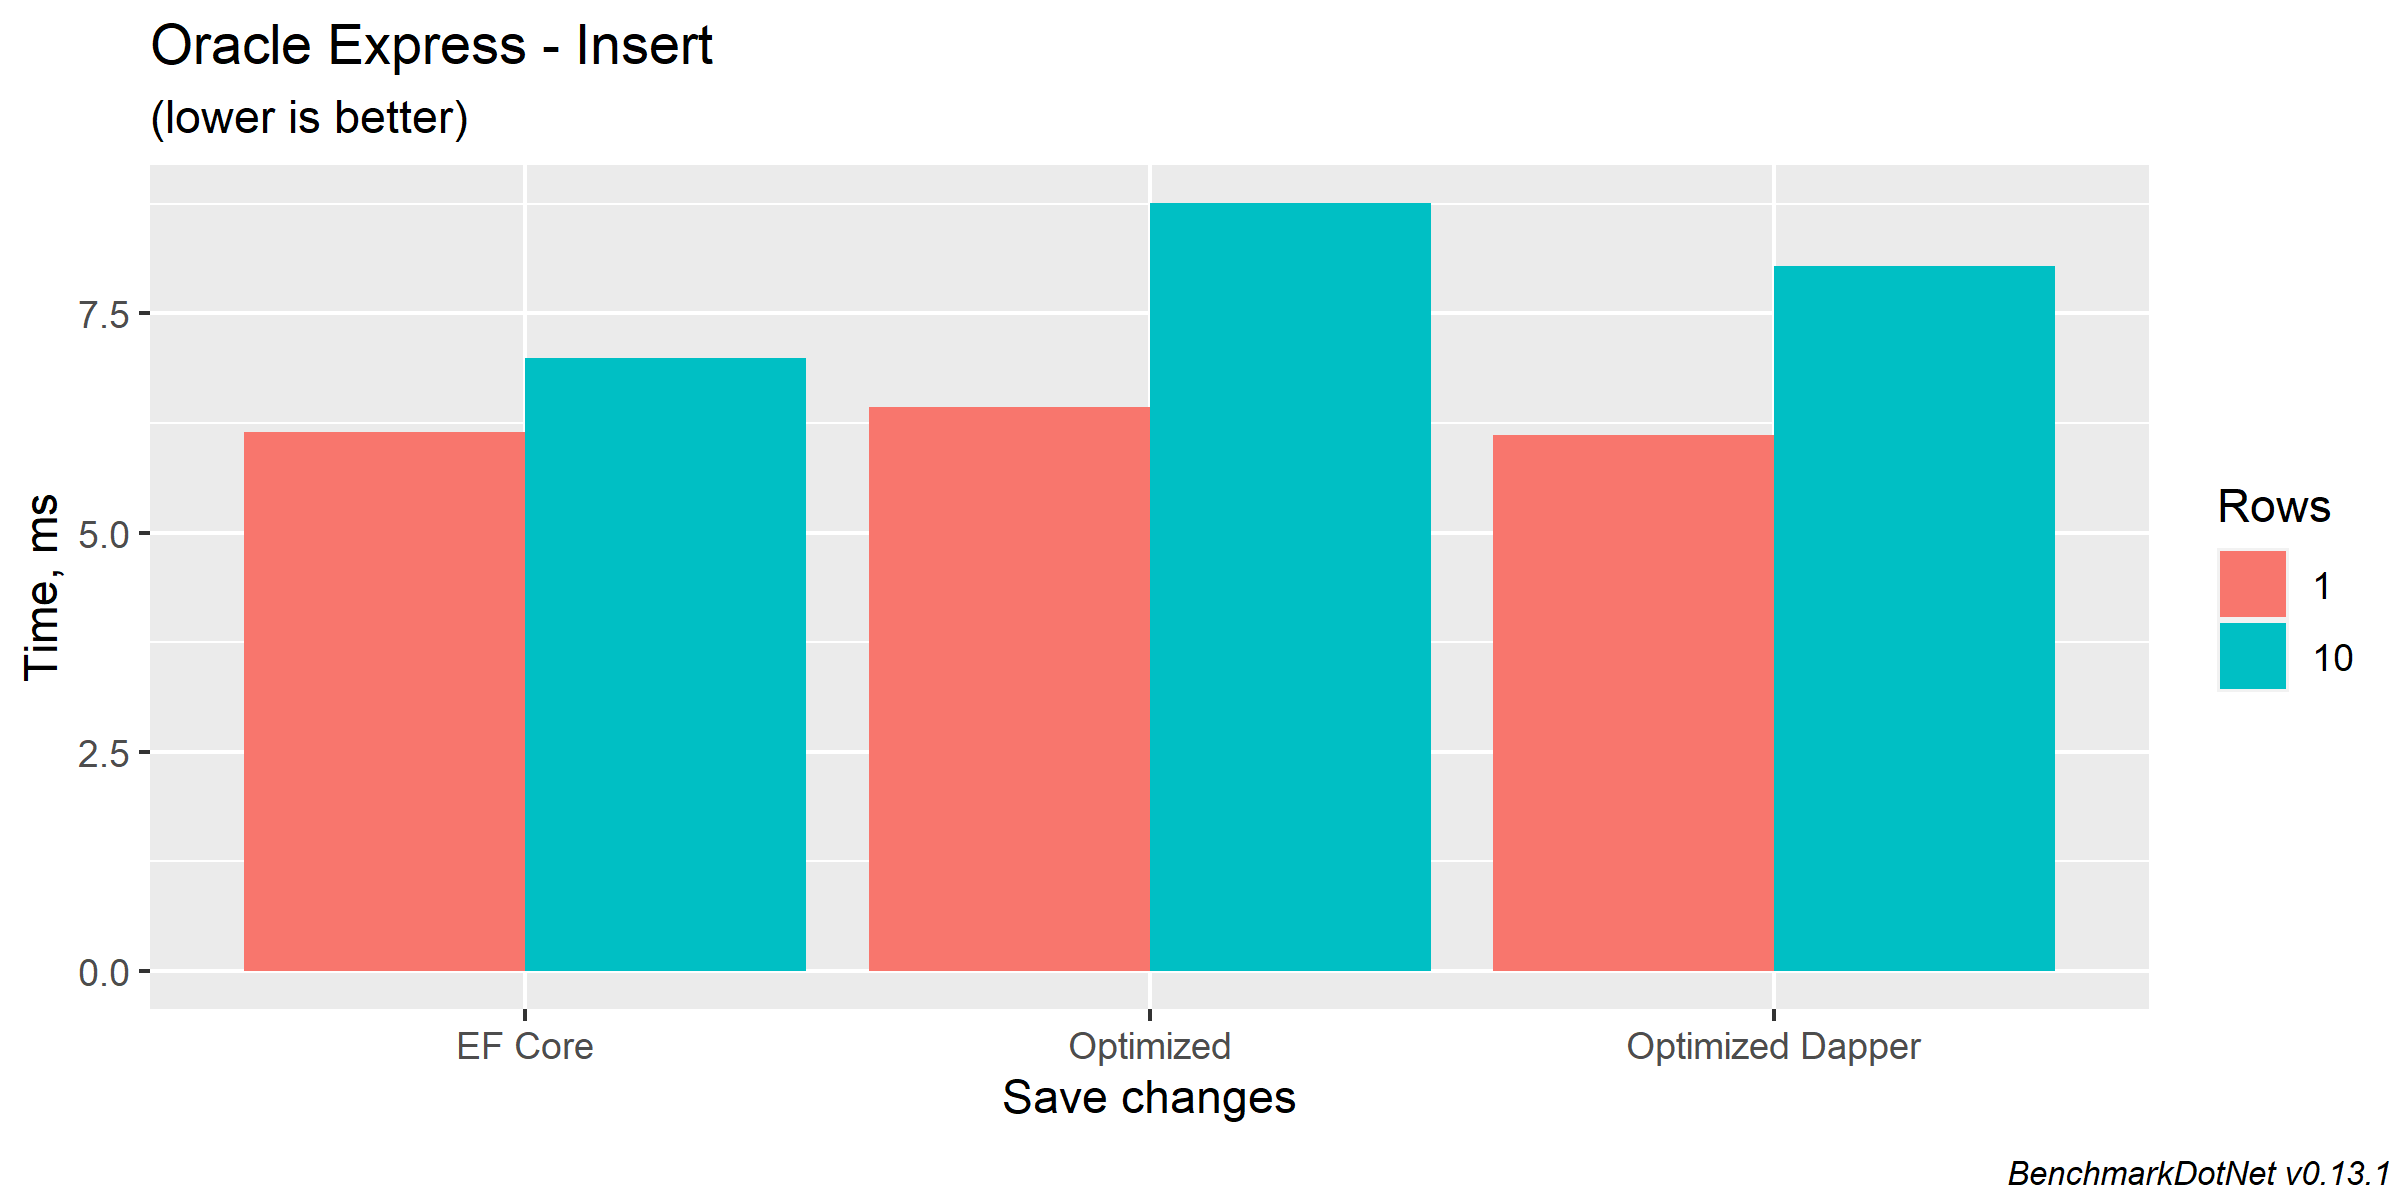 Oracle Express - Insert
(lower is better)
Time, ms
7.5
5.0
2.5
0.0
EF Core
Optimized
Optimized Dapper
Save changes
Rows
1
10
BenchmarkDotNet v0.13.1